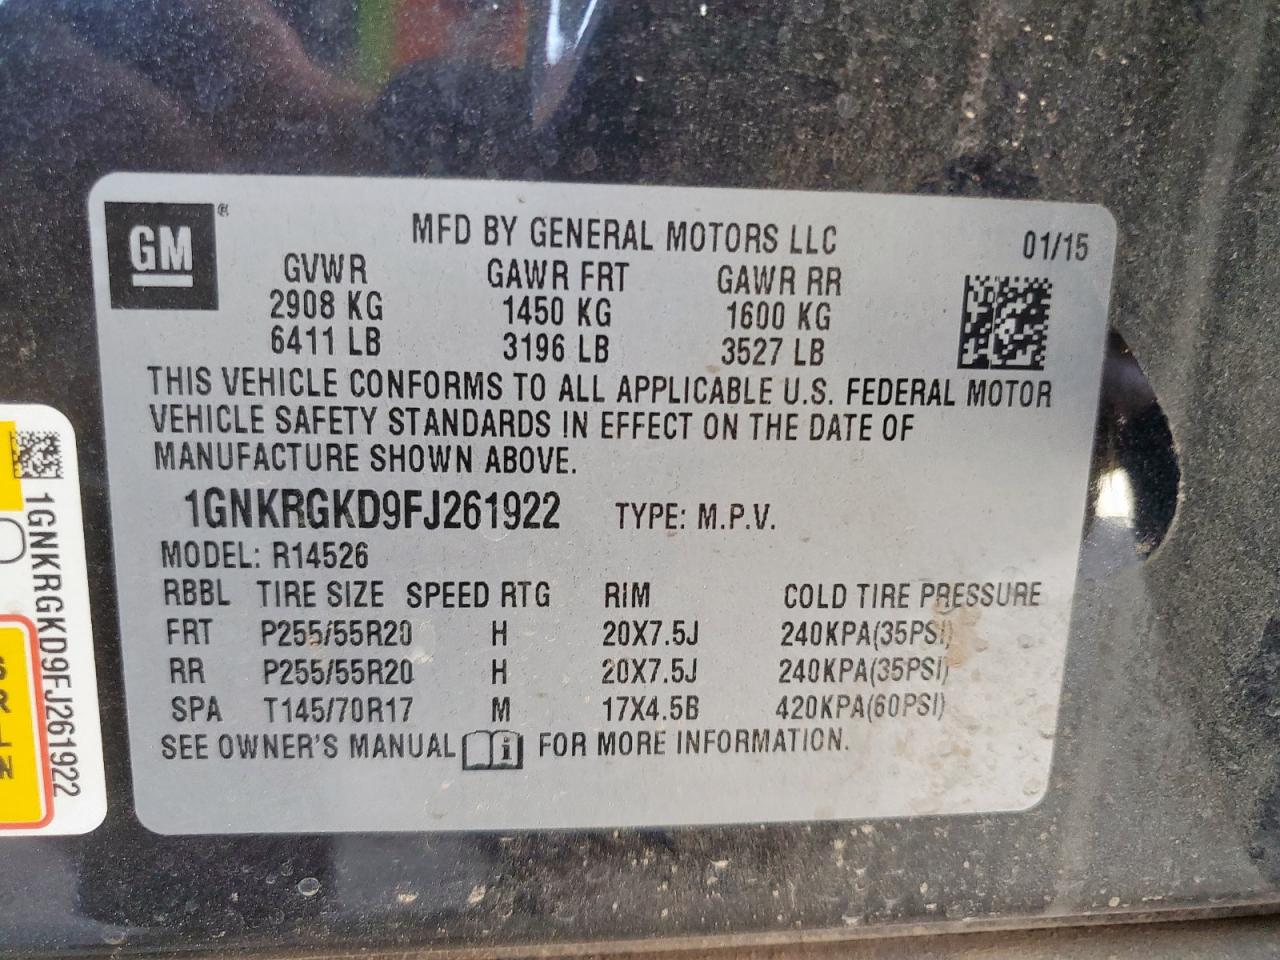 GM ®
MFD BY GENERAL MOTORS LLC 01/15
GVWR GAWR FRT GAWR RR
2908 KG 1450 KG 1600 KG
6411 LB 3196 LB 3527 LB
THIS VEHICLE CONFORMS TO ALL APPLICABLE U.S. FEDERAL MOTOR
VEHICLE SAFETY STANDARDS IN EFFECT ON THE DATE OF
MANUFACTURE SHOWN ABOVE.
1GNKRGKD9FJ261922 TYPE: M.P.V.
MODEL: R14526
RBBL TIRE SIZE SPEED RTG RIM COLD TIRE PRESSURE
FRT P255/55R20 H 20X7.5J 240KPA(35PSI)
RR P255/55R20 H 20X7.5J 240KPA(35PSI)
SPA T145/70R17 M 17X4.5B 420KPA(60PSI)
SEE OWNER'S MANUAL i FOR MORE INFORMATION.
1GNKRGKD9FJ261922